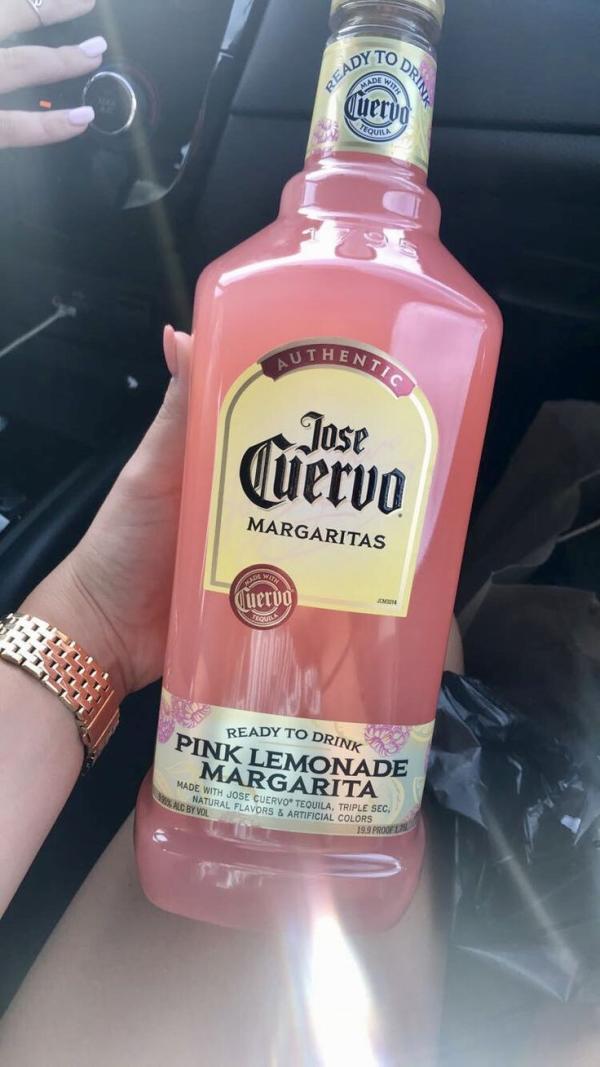 READY TO DRINK
MADE WITH
Cuervo
TEQUILA
1795
AUTHENTIC
Jose
Cuervo
MARGARITAS
MADE WITH
Cuervo
TEQUILA
READY TO DRINK
PINK LEMONADE
MARGARITA
MADE WITH JOSE CUERVO® TEQUILA, TRIPLE SEC,
NATURAL FLAVORS & ARTIFICIAL COLORS
ALC BY VOL
19.9 PROOF